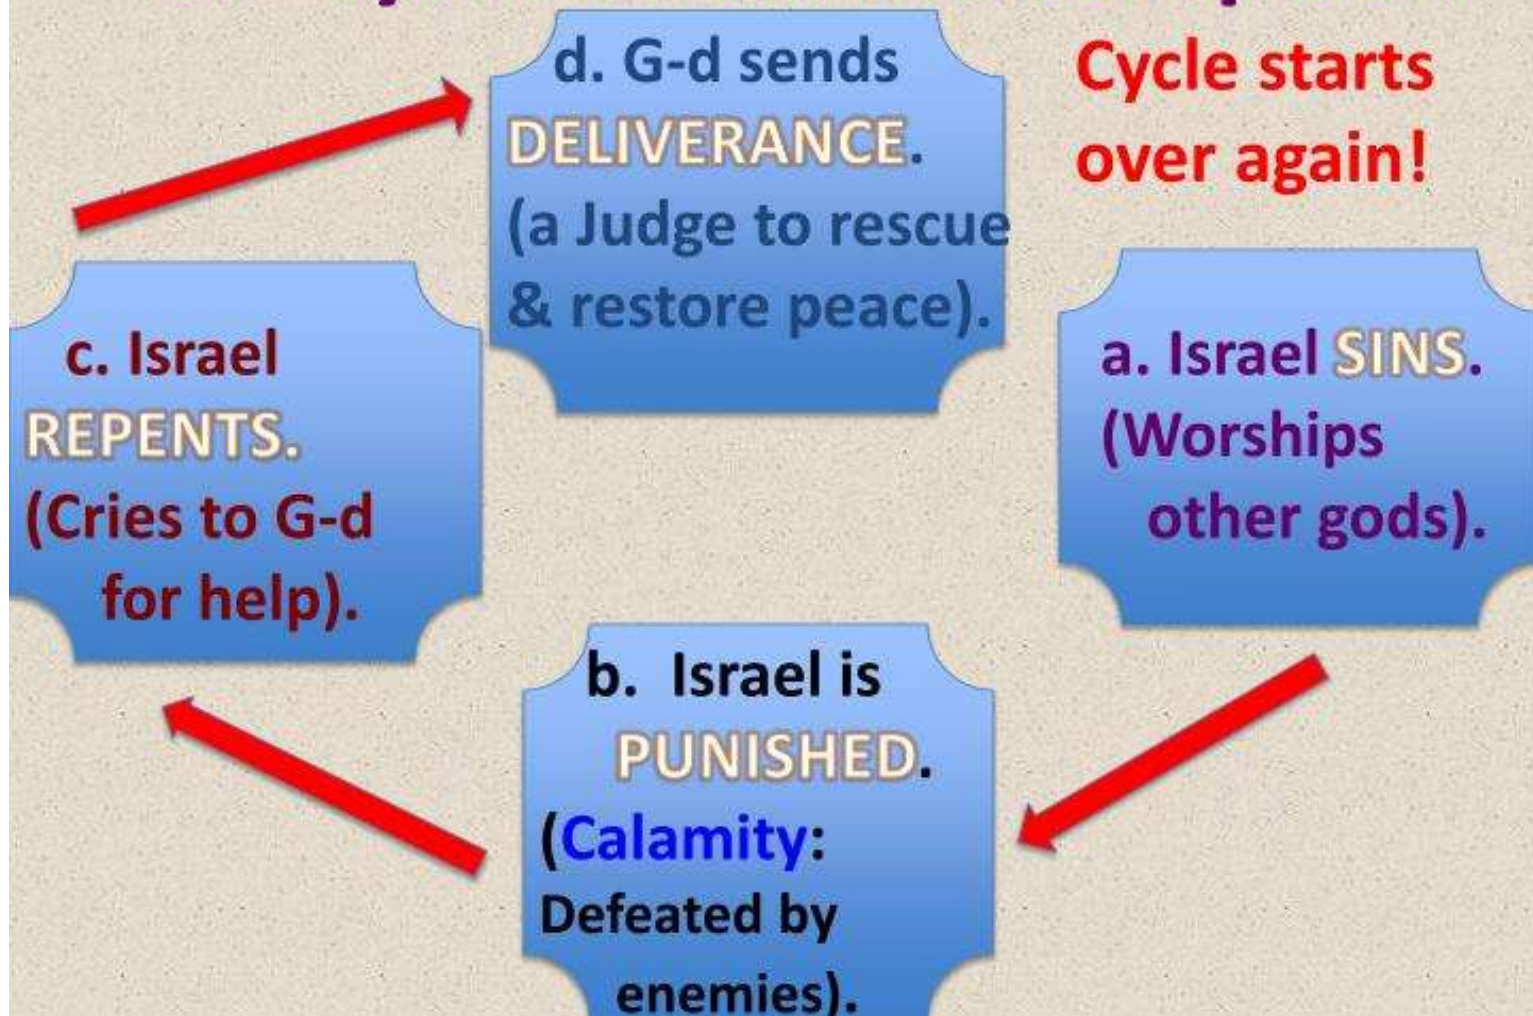 d. G-d sends
DELIVERANCE.
(a Judge to rescue
& restore peace).
Cycle starts
over again!
a. Israel SINS.
(Worships
other gods).
b. Israel is
PUNISHED.
(Calamity:
Defeated by
enemies).
c. Israel
REPENTS.
(Cries to G-d
for help).